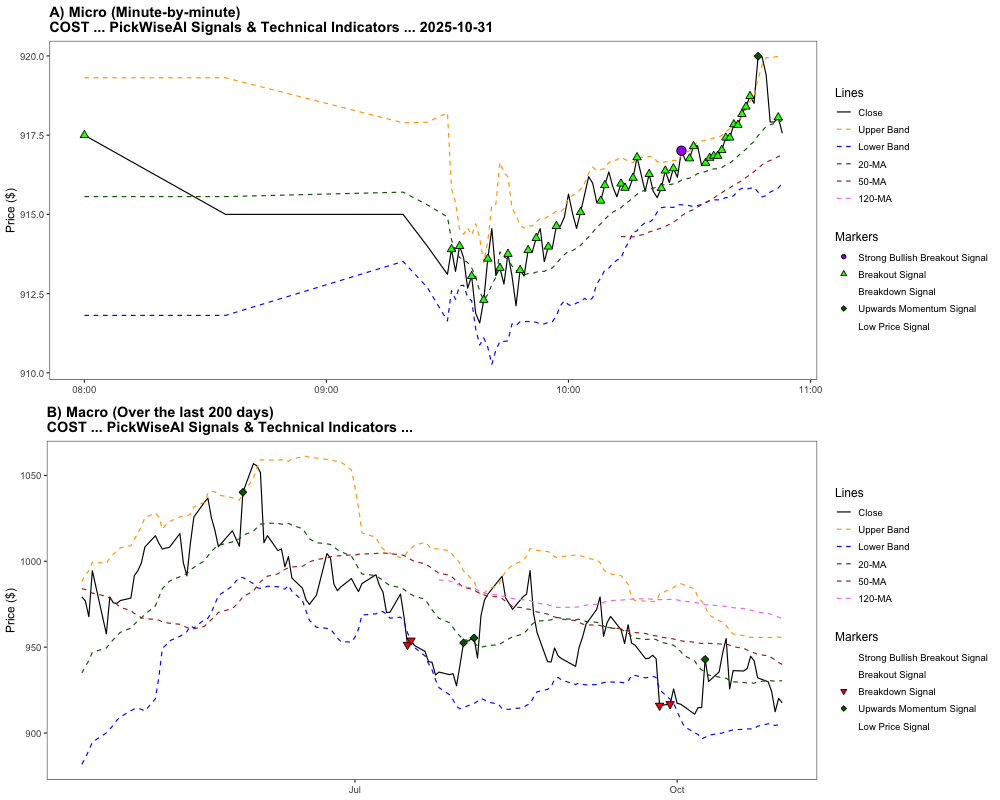 A) Micro (Minute-by-minute)
COST ... PickWiseAI Signals & Technical Indicators ... 2025-10-31
Price ($)
920.0
917.5
915.0
912.5
910.0
08:00
09:00
10:00
11:00
Lines
Close
Upper Band
Lower Band
20-MA
50-MA
120-MA
Markers
Strong Bullish Breakout Signal
Breakout Signal
Breakdown Signal
Upwards Momentum Signal
Low Price Signal
B) Macro (Over the last 200 days)
COST ... PickWiseAI Signals & Technical Indicators ...
Price ($)
1050
1000
950
900
Jul
Oct
Lines
Close
Upper Band
Lower Band
20-MA
50-MA
120-MA
Markers
Strong Bullish Breakout Signal
Breakout Signal
Breakdown Signal
Upwards Momentum Signal
Low Price Signal